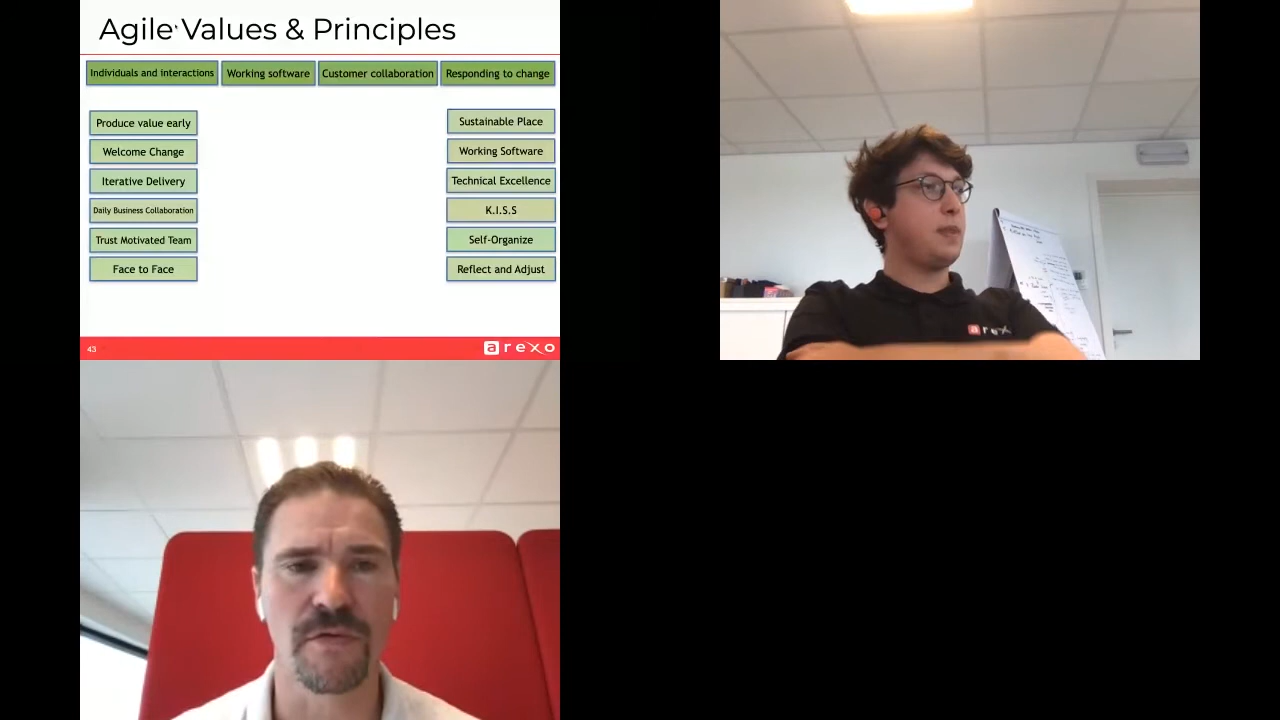 Agile Values & Principles
Individuals and interactions
Working software
Customer collaboration
Responding to change
Produce value early
Welcome Change
Iterative Delivery
Daily Business Collaboration
Trust Motivated Team
Face to Face
Sustainable Place
Working Software
Technical Excellence
K.I.S.S
Self-Organize
Reflect and Adjust
43
arexo
arexo